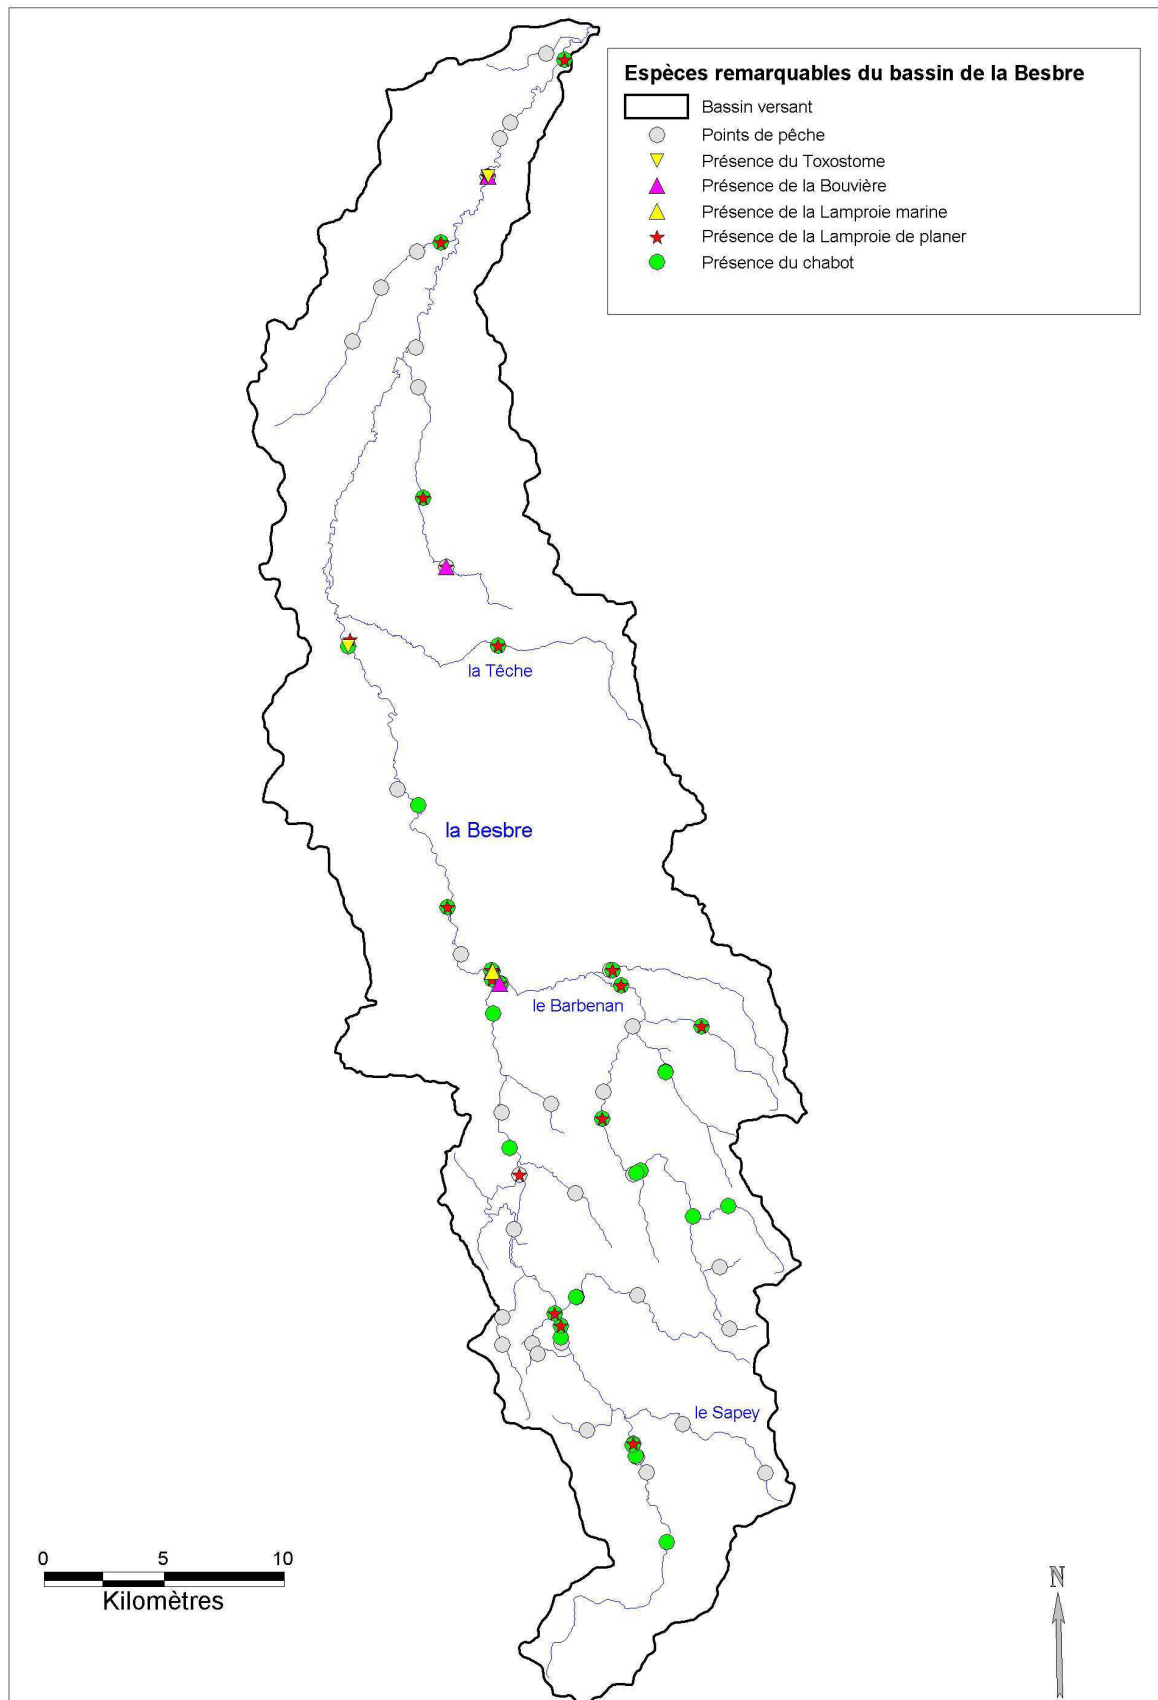 Espèces remarquables du bassin de la Besbre
Bassin versant
Points de pêche
Présence du Toxostome
Présence de la Bouvière
Présence de la Lamproie marine
Présence de la Lamproie de planer
Présence du chabot
la Têche
la Besbre
le Barbenan
le Sapey
0 5 10
Kilomètres
N